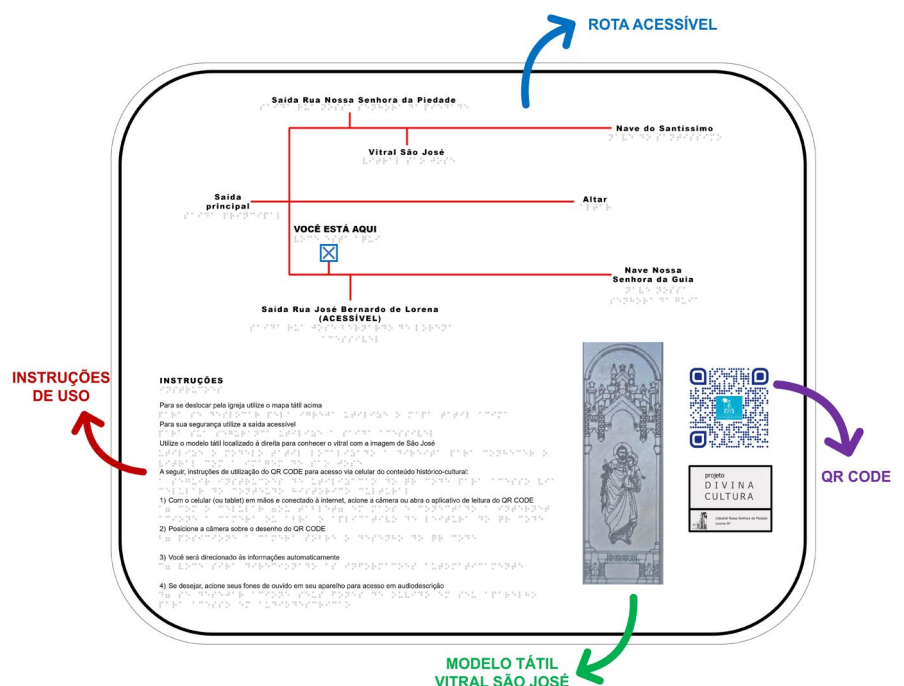 ROTA ACESSÍVEL
Saída Rua Nossa Senhora da Piedade
Nave do Santíssimo
Vitral São José
Saída
principal
Altar
VOCÊ ESTÁ AQUI
Nave Nossa
Senhora da Guia
Saída Rua José Bernardo de Lorena
(ACESSÍVEL)
INSTRUÇÕES
DE USO
INSTRUÇÕES
Para se deslocar pela igreja utilize o mapa tátil acima
Para sua segurança utilize a saída acessível
Utilize o modelo tátil localizado à direita para conhecer o vitral com a imagem de São José
A seguir, instruções de utilização do QR CODE para acesso via celular do conteúdo histórico-cultural:
1) Com o celular (ou tablet) em mãos e conectado à internet, acione a câmera ou abra o aplicativo de leitura do QR CODE
2) Posicione a câmera sobre o desenho do QR CODE
3) Você será direcionado às informações automaticamente
4) Se desejar, acione seus fones de ouvido em seu aparelho para acesso em audiodescrição
QR CODE
projeto
DIVINA
CULTURA
Catedral Nossa Senhora da Piedade
Lorena-SP
MODELO TÁTIL
VITRAL SÃO JOSÉ